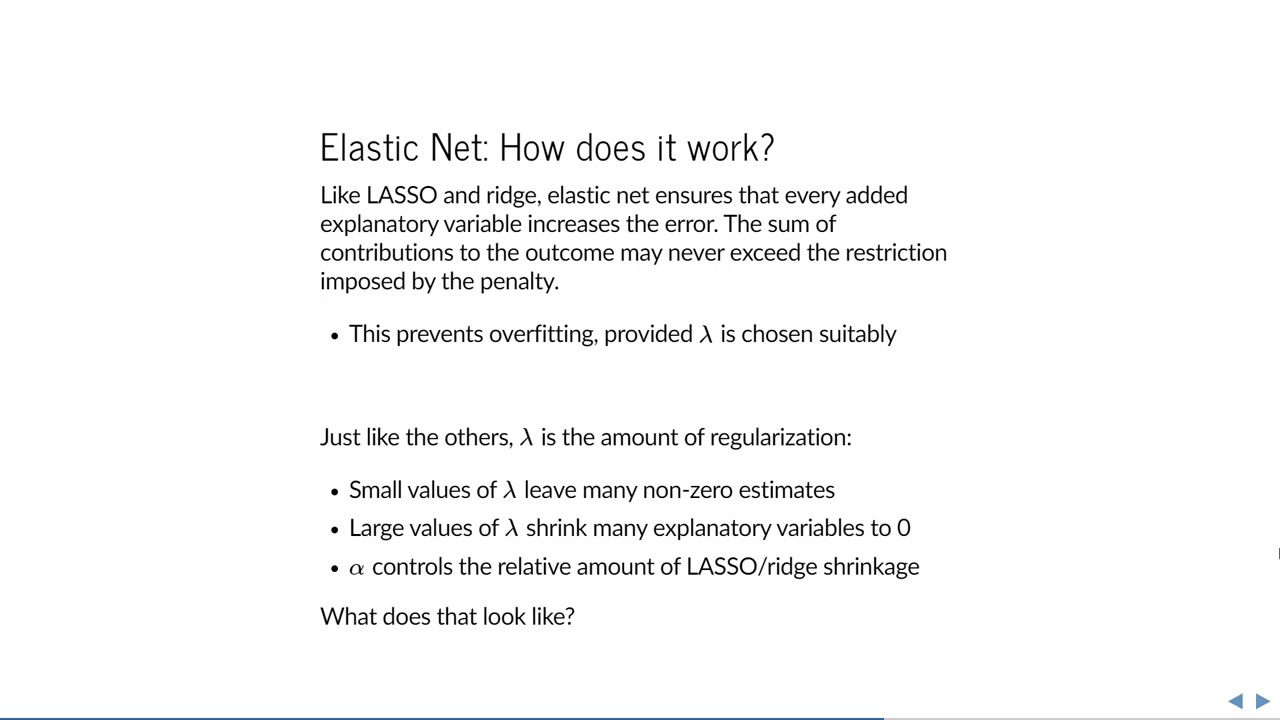 Elastic Net: How does it work?
Like LASSO and ridge, elastic net ensures that every added
explanatory variable increases the error. The sum of
contributions to the outcome may never exceed the restriction
imposed by the penalty.
• This prevents overfitting, provided λ is chosen suitably
Just like the others, λ is the amount of regularization:
• Small values of λ leave many non-zero estimates
• Large values of λ shrink many explanatory variables to 0
• α controls the relative amount of LASSO/ridge shrinkage
What does that look like?